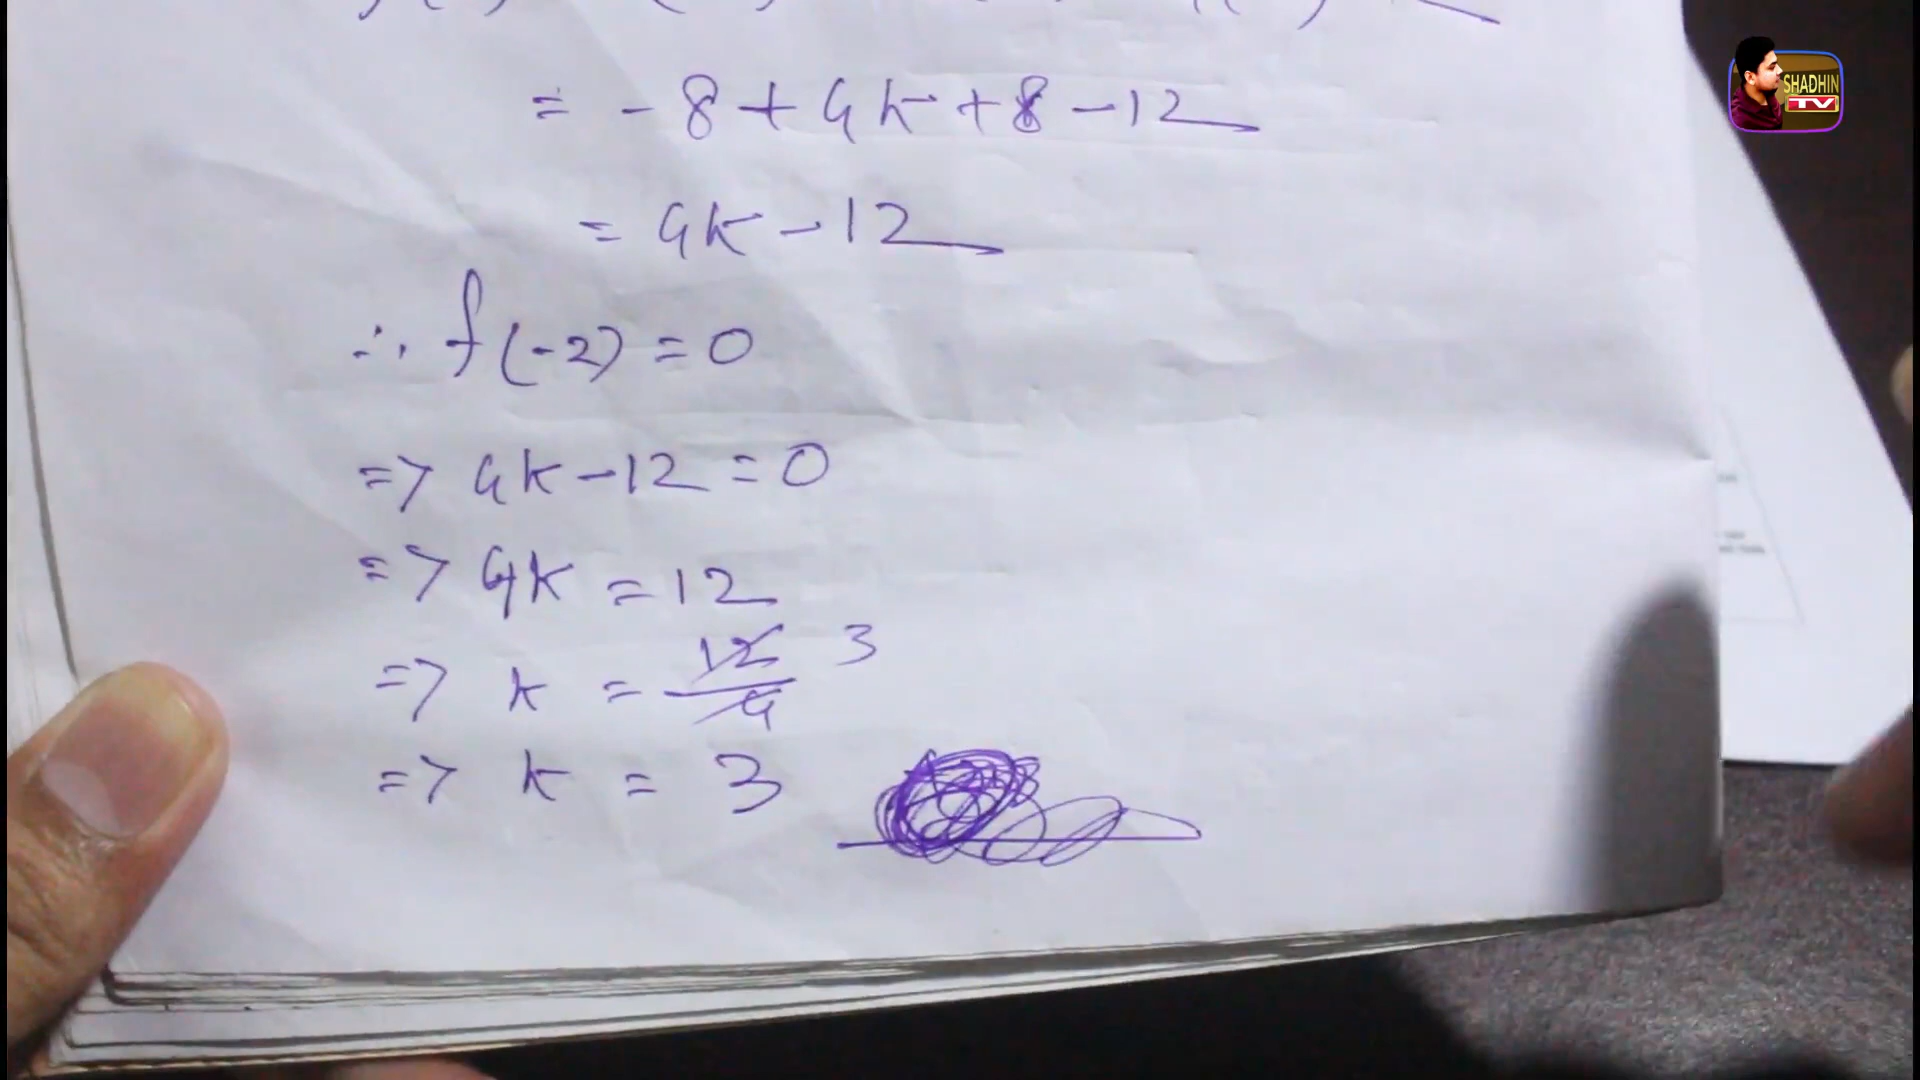 = -8 + 4k + 8 - 12
= 4k - 12
SHADHIN
TV
∴ f(-2) = 0
=> 4k - 12 = 0
=> 4k = 12
=> k = 12/4 3
=> k = 3